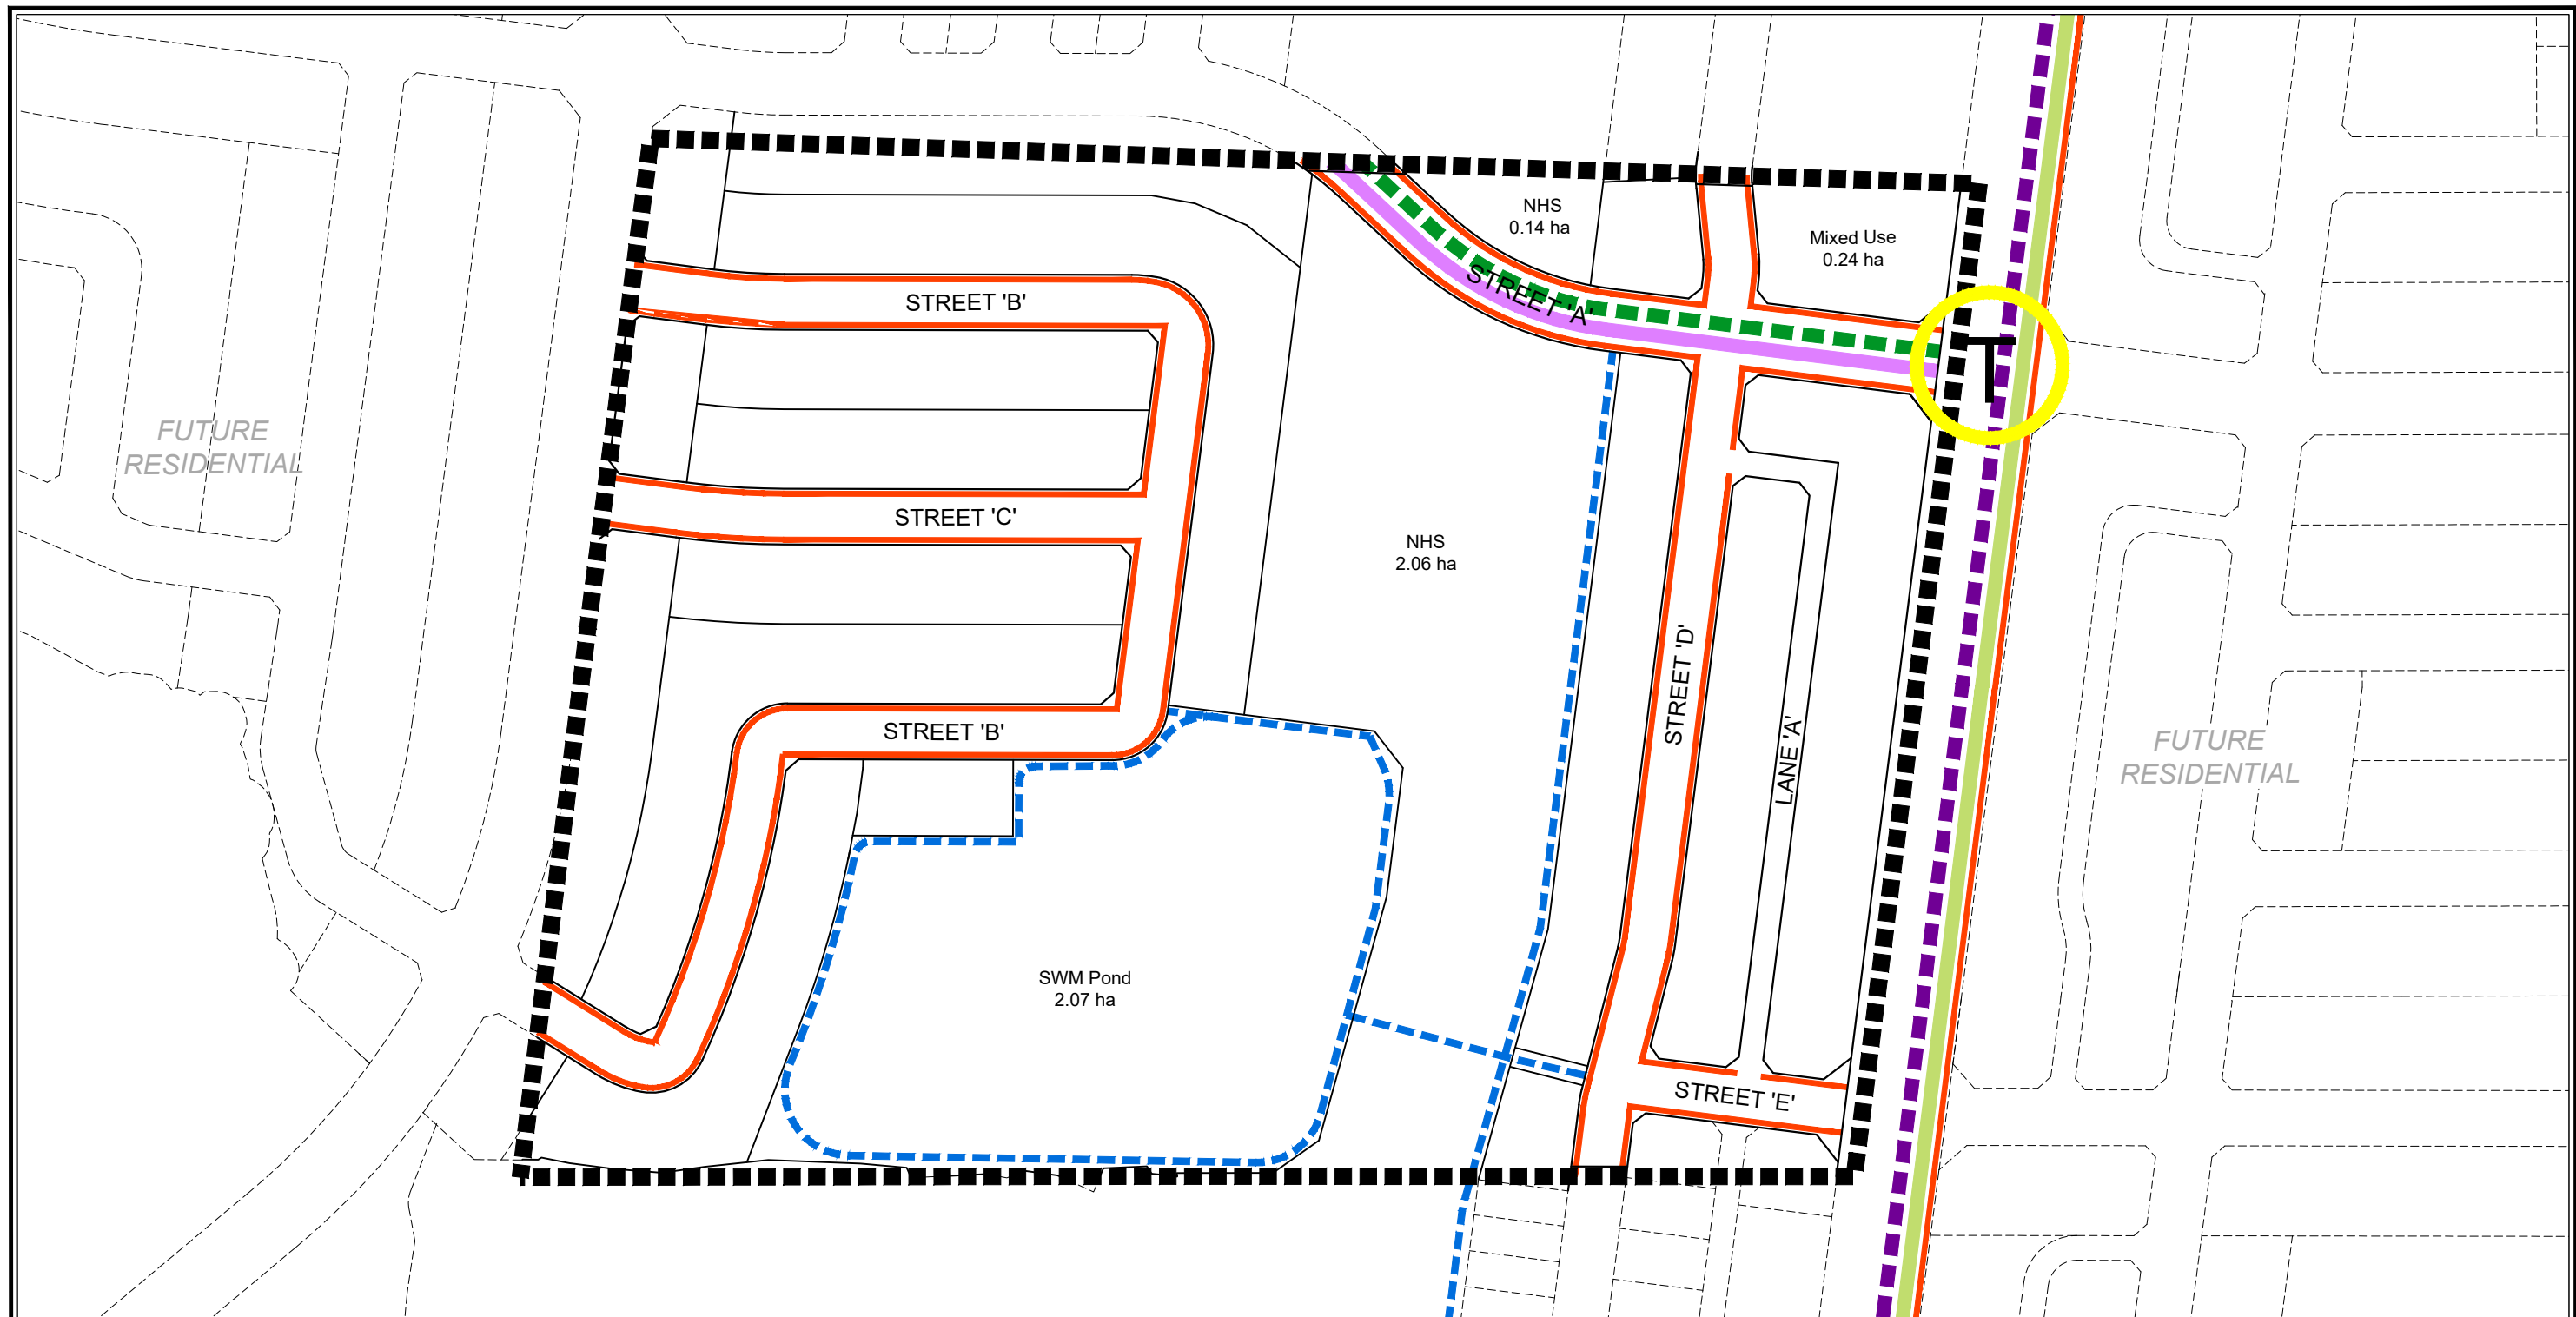 NHS
0.14 ha
Mixed Use
0.24 ha
STREET 'B'
STREET 'A'
T
FUTURE
RESIDENTIAL
STREET 'C'
NHS
2.06 ha
STREET 'D'
LANE 'A'
STREET 'B'
FUTURE
RESIDENTIAL
SWM Pond
2.07 ha
STREET 'E'